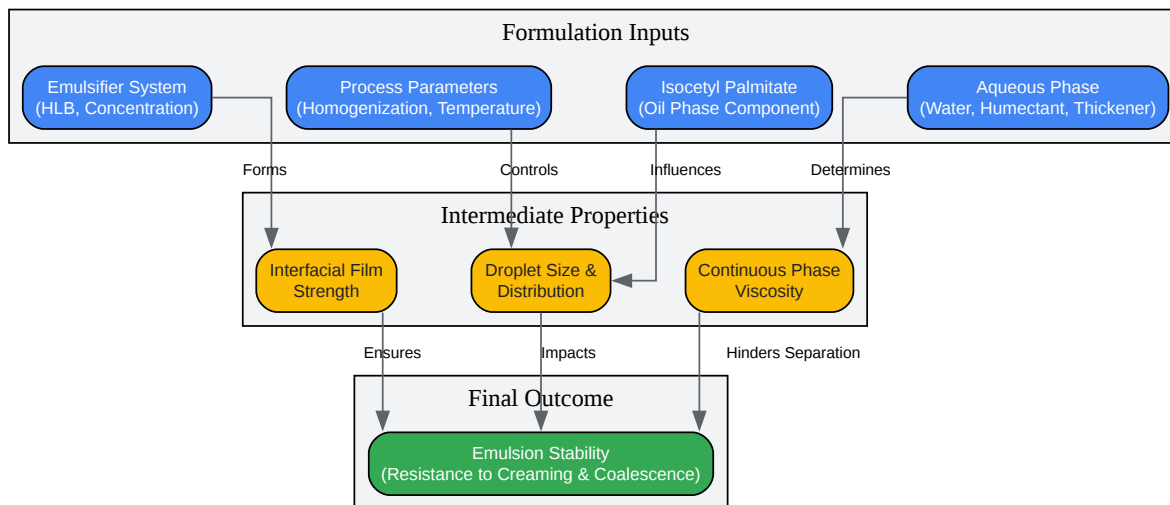 Formulation Inputs
Emulsifier System
(HLB, Concentration)
Process Parameters
(Homogenization, Temperature)
Isocetyl Palmitate
(Oil Phase Component)
Aqueous Phase
(Water, Humectant, Thickener)
Forms
Controls
Influences
Determines
Intermediate Properties
Interfacial Film
Strength
Droplet Size &
Distribution
Continuous Phase
Viscosity
Ensures
Impacts
Hinders Separation
Final Outcome
Emulsion Stability
(Resistance to Creaming & Coalescence)